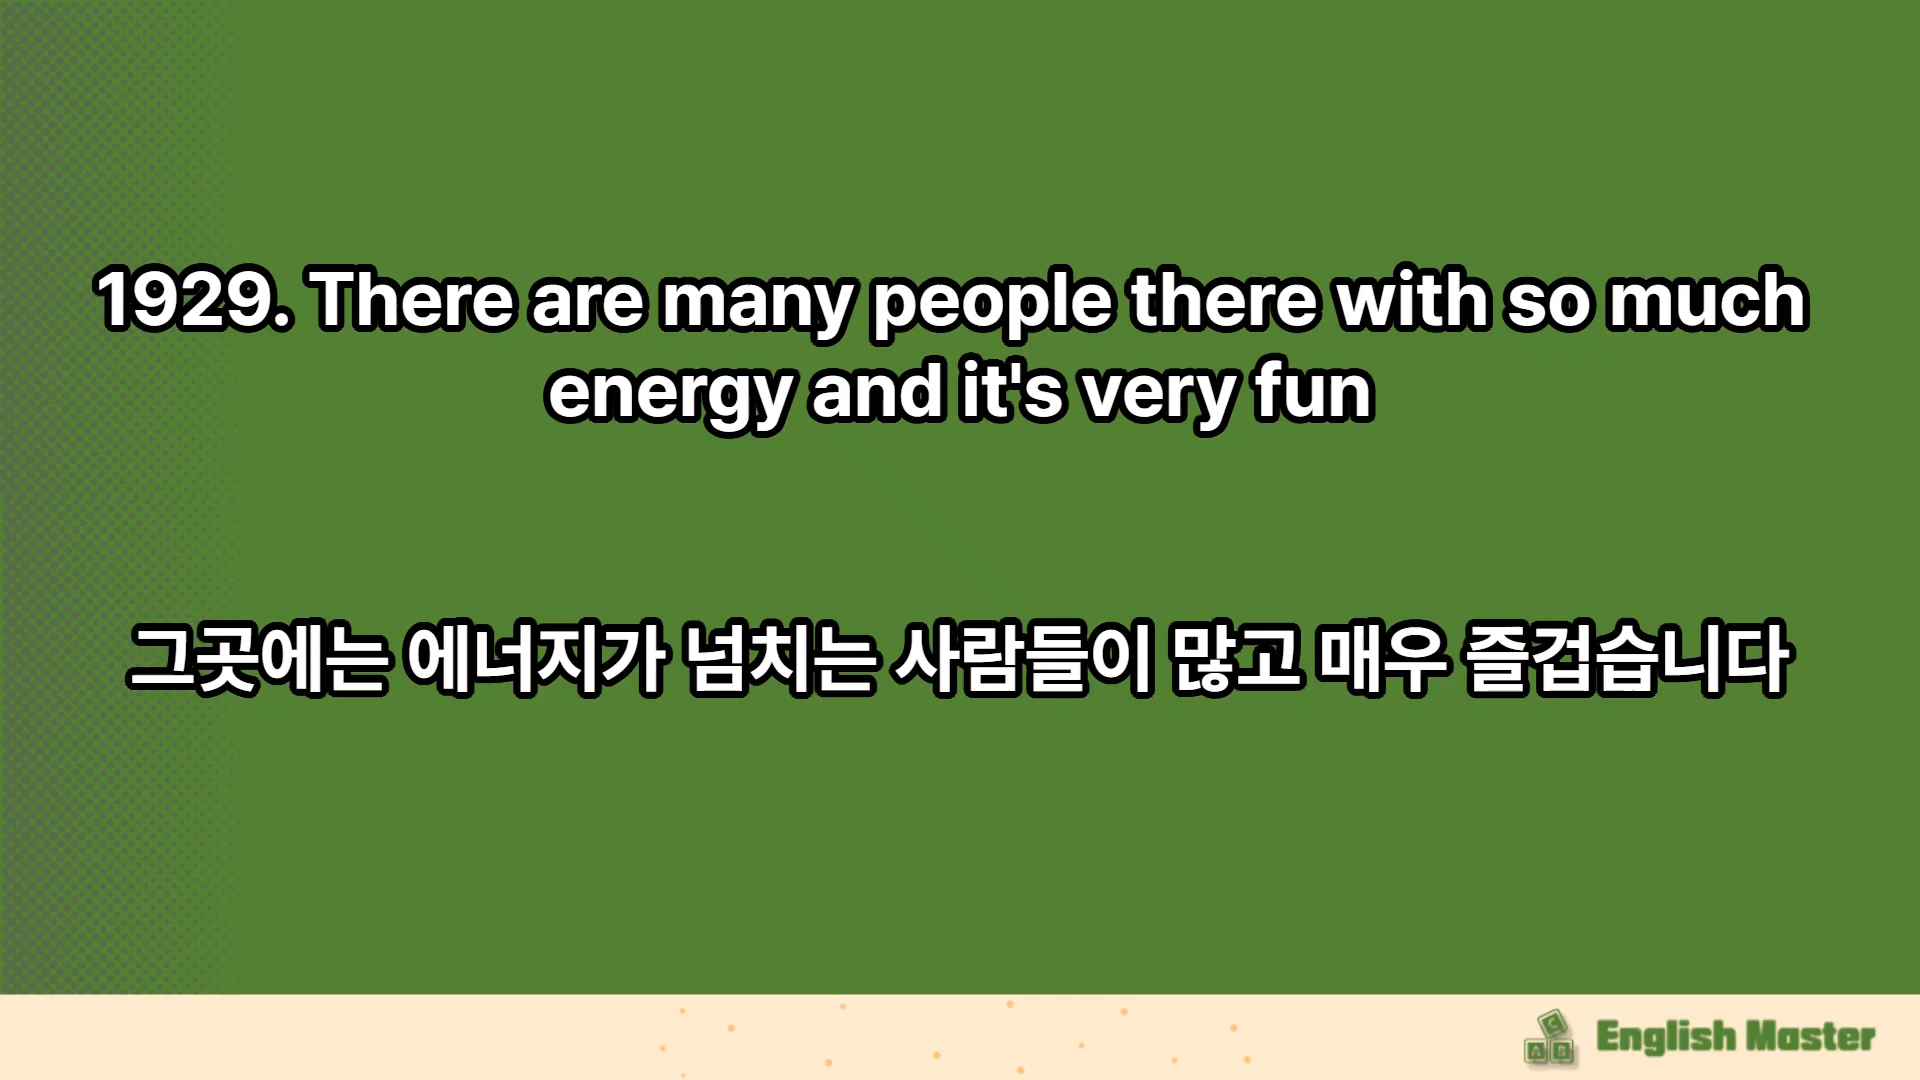 1929. There are many people there with so much
energy and it's very fun
그곳에는 에너지가 넘치는 사람들이 많고 매우 즐겁습니다
C
A B
English Master